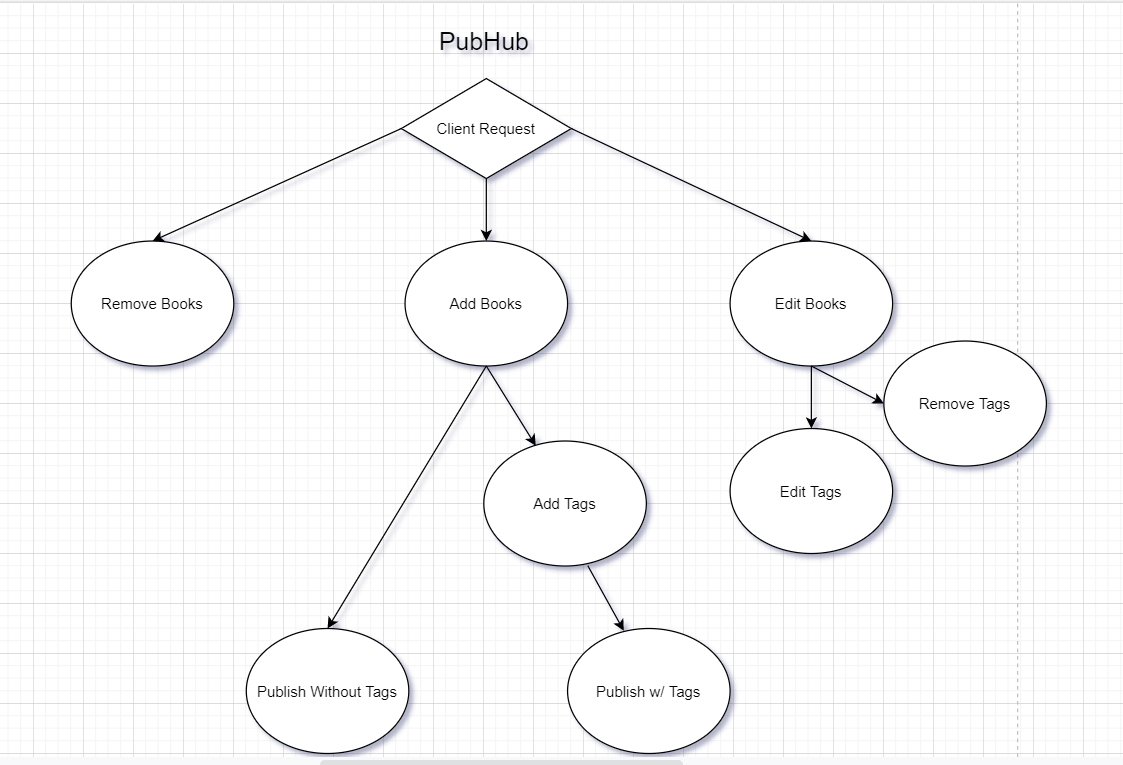 PubHub
Client Request
Remove Books
Add Books
Edit Books
Remove Tags
Edit Tags
Add Tags
Publish Without Tags
Publish w/ Tags